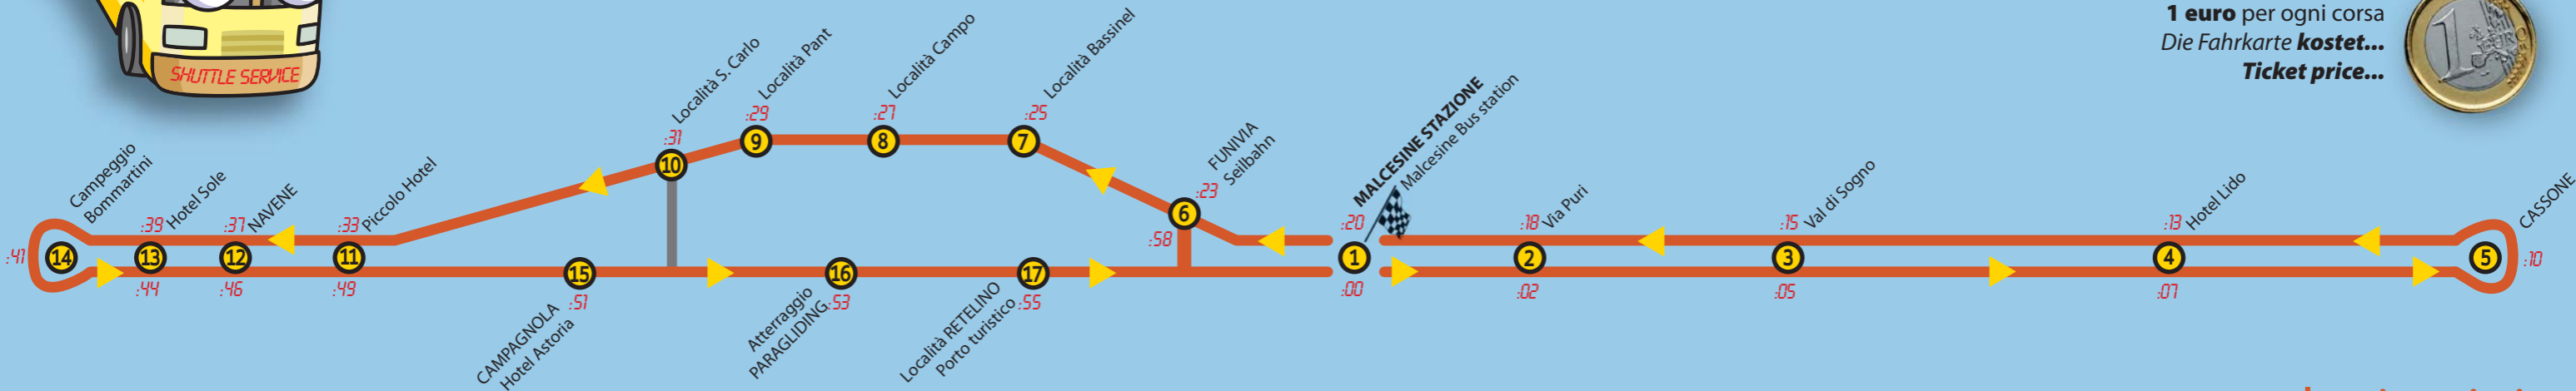 SHUTTLE SERVICE
1 euro per ogni corsa
Die Fahrkarte kostet...
Ticket price...
1
EURO
Campeggio
Bommartini
:41
14
:39
Hotel Sole
13
:44
:37
NAVENE
12
:46
:33
Piccolo Hotel
11
:49
Località S. Carlo
:31
10
Località Pant
:29
9
Località Campo
:27
8
Località Bassinel
:25
7
FUNIVIA
Seilbahn
:23
6
:58
15
:51
CAMPAGNOLA
Hotel Astoria
16
:53
Atterraggio
PARAGLIDING
17
:55
Località RETELINO
Porto turistico
MALCESINE STAZIONE
Malcesine Bus station
:20
1
:00
:18
Via Puri
2
:02
:15
Val di Sogno
3
:05
:13
Hotel Lido
4
:07
CASSONE
5
:10